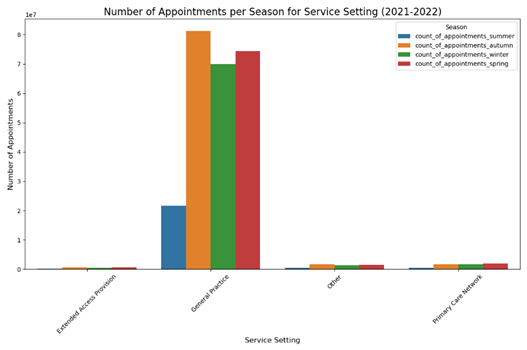 Number of Appointments per Season for Service Setting (2021-2022)
1e7
Season
count_of_appointments_summer
count_of_appointments_autumn
count_of_appointments_winter
count_of_appointments_spring
Number of Appointments
8
7
6
5
4
3
2
1
0
Extended Access Provision
General Practice
Other
Primary Care Network
Service Setting